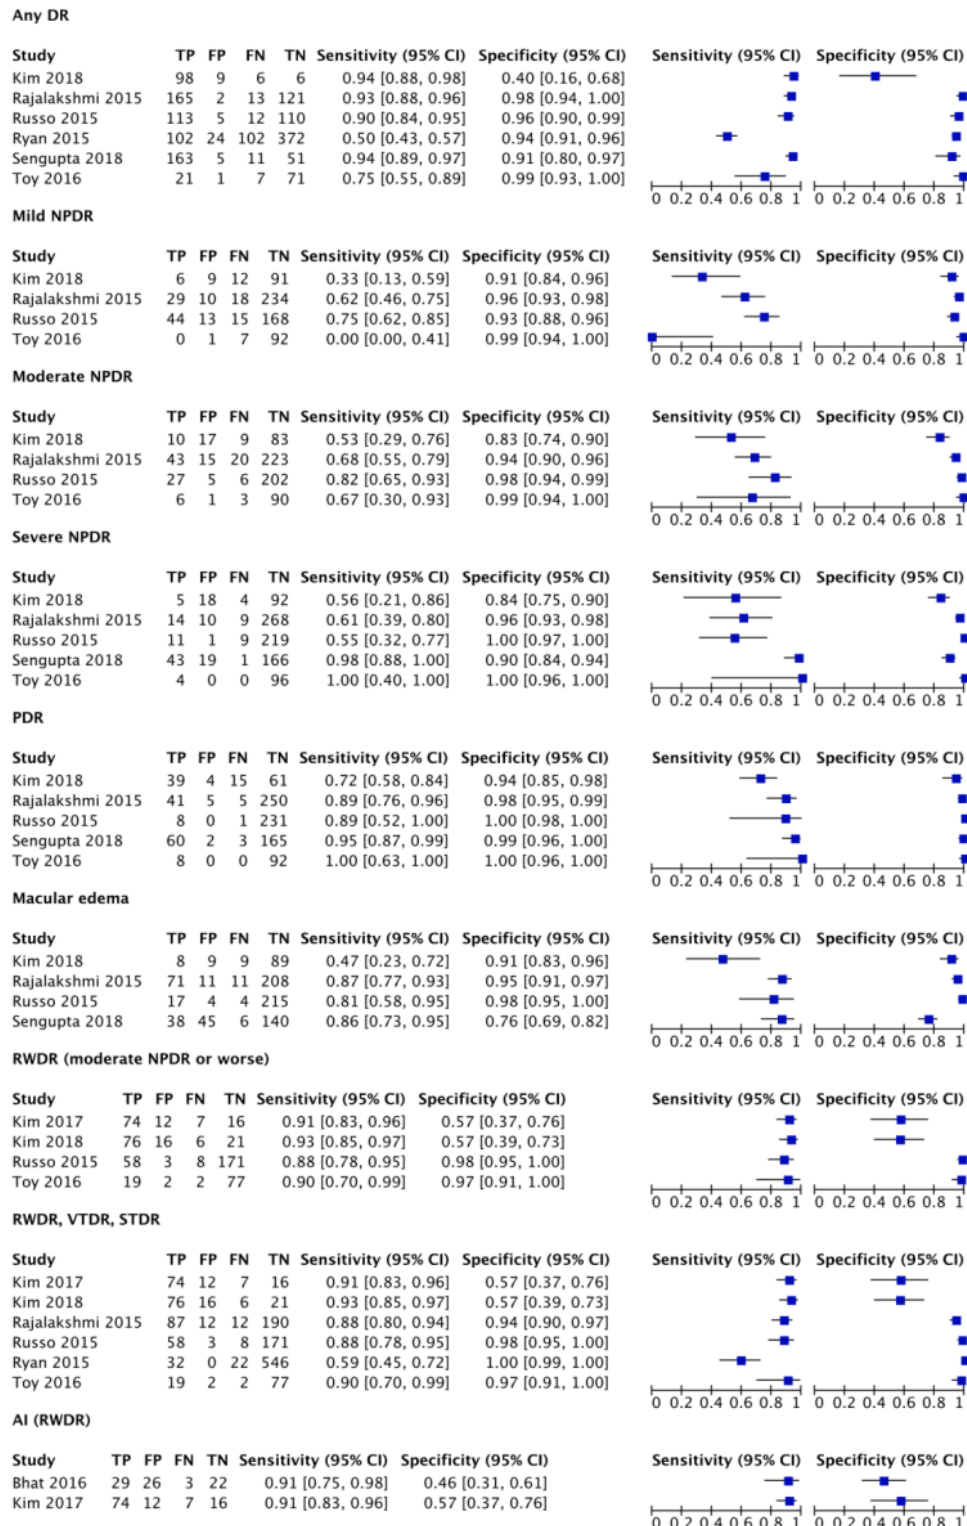 Any DR
Study TP FP FN TN Sensitivity (95% CI) Specificity (95% CI) Sensitivity (95% CI) Specificity (95% CI)
Kim 2018 98 9 6 6 0.94 [0.88, 0.98] 0.40 [0.16, 0.68]
Rajalakshmi 2015 165 2 13 121 0.93 [0.88, 0.96] 0.98 [0.94, 1.00]
Russo 2015 113 5 12 110 0.90 [0.84, 0.95] 0.96 [0.90, 0.99]
Ryan 2015 102 24 102 372 0.50 [0.43, 0.57] 0.94 [0.91, 0.96]
Sengupta 2018 163 5 11 51 0.94 [0.89, 0.97] 0.91 [0.80, 0.97]
Toy 2016 21 1 7 71 0.75 [0.55, 0.89] 0.99 [0.93, 1.00]
0 0.2 0.4 0.6 0.8 1 0 0.2 0.4 0.6 0.8 1
Mild NPDR
Study TP FP FN TN Sensitivity (95% CI) Specificity (95% CI) Sensitivity (95% CI) Specificity (95% CI)
Kim 2018 6 9 12 91 0.33 [0.13, 0.59] 0.91 [0.84, 0.96]
Rajalakshmi 2015 29 10 18 234 0.62 [0.46, 0.75] 0.96 [0.93, 0.98]
Russo 2015 44 13 15 168 0.75 [0.62, 0.85] 0.93 [0.88, 0.96]
Toy 2016 0 1 7 92 0.00 [0.00, 0.41] 0.99 [0.94, 1.00]
0 0.2 0.4 0.6 0.8 1 0 0.2 0.4 0.6 0.8 1
Moderate NPDR
Study TP FP FN TN Sensitivity (95% CI) Specificity (95% CI) Sensitivity (95% CI) Specificity (95% CI)
Kim 2018 10 17 9 83 0.53 [0.29, 0.76] 0.83 [0.74, 0.90]
Rajalakshmi 2015 43 15 20 223 0.68 [0.55, 0.79] 0.94 [0.90, 0.96]
Russo 2015 27 5 6 202 0.82 [0.65, 0.93] 0.98 [0.94, 0.99]
Toy 2016 6 1 3 90 0.67 [0.30, 0.93] 0.99 [0.94, 1.00]
0 0.2 0.4 0.6 0.8 1 0 0.2 0.4 0.6 0.8 1
Severe NPDR
Study TP FP FN TN Sensitivity (95% CI) Specificity (95% CI) Sensitivity (95% CI) Specificity (95% CI)
Kim 2018 5 18 4 92 0.56 [0.21, 0.86] 0.84 [0.75, 0.90]
Rajalakshmi 2015 14 10 9 268 0.61 [0.39, 0.80] 0.96 [0.93, 0.98]
Russo 2015 11 1 9 219 0.55 [0.32, 0.77] 1.00 [0.97, 1.00]
Sengupta 2018 43 19 1 166 0.98 [0.88, 1.00] 0.90 [0.84, 0.94]
Toy 2016 4 0 0 96 1.00 [0.40, 1.00] 1.00 [0.96, 1.00]
0 0.2 0.4 0.6 0.8 1 0 0.2 0.4 0.6 0.8 1
PDR
Study TP FP FN TN Sensitivity (95% CI) Specificity (95% CI) Sensitivity (95% CI) Specificity (95% CI)
Kim 2018 39 4 15 61 0.72 [0.58, 0.84] 0.94 [0.85, 0.98]
Rajalakshmi 2015 41 5 5 250 0.89 [0.76, 0.96] 0.98 [0.95, 0.99]
Russo 2015 8 0 1 231 0.89 [0.52, 1.00] 1.00 [0.98, 1.00]
Sengupta 2018 60 2 3 165 0.95 [0.87, 0.99] 0.99 [0.96, 1.00]
Toy 2016 8 0 0 92 1.00 [0.63, 1.00] 1.00 [0.96, 1.00]
0 0.2 0.4 0.6 0.8 1 0 0.2 0.4 0.6 0.8 1
Macular edema
Study TP FP FN TN Sensitivity (95% CI) Specificity (95% CI) Sensitivity (95% CI) Specificity (95% CI)
Kim 2018 8 9 9 89 0.47 [0.23, 0.72] 0.91 [0.83, 0.96]
Rajalakshmi 2015 71 11 11 208 0.87 [0.77, 0.93] 0.95 [0.91, 0.97]
Russo 2015 17 4 4 215 0.81 [0.58, 0.95] 0.98 [0.95, 1.00]
Sengupta 2018 38 45 6 140 0.86 [0.73, 0.95] 0.76 [0.69, 0.82]
0 0.2 0.4 0.6 0.8 1 0 0.2 0.4 0.6 0.8 1
RWDR (moderate NPDR or worse)
Study TP FP FN TN Sensitivity (95% CI) Specificity (95% CI) Sensitivity (95% CI) Specificity (95% CI)
Kim 2017 74 12 7 16 0.91 [0.83, 0.96] 0.57 [0.37, 0.76]
Kim 2018 76 16 6 21 0.93 [0.85, 0.97] 0.57 [0.39, 0.73]
Russo 2015 58 3 8 171 0.88 [0.78, 0.95] 0.98 [0.95, 1.00]
Toy 2016 19 2 2 77 0.90 [0.70, 0.99] 0.97 [0.91, 1.00]
0 0.2 0.4 0.6 0.8 1 0 0.2 0.4 0.6 0.8 1
RWDR, VTDR, STDR
Study TP FP FN TN Sensitivity (95% CI) Specificity (95% CI) Sensitivity (95% CI) Specificity (95% CI)
Kim 2017 74 12 7 16 0.91 [0.83, 0.96] 0.57 [0.37, 0.76]
Kim 2018 76 16 6 21 0.93 [0.85, 0.97] 0.57 [0.39, 0.73]
Rajalakshmi 2015 87 12 12 190 0.88 [0.80, 0.94] 0.94 [0.90, 0.97]
Russo 2015 58 3 8 171 0.88 [0.78, 0.95] 0.98 [0.95, 1.00]
Ryan 2015 32 0 22 546 0.59 [0.45, 0.72] 1.00 [0.99, 1.00]
Toy 2016 19 2 2 77 0.90 [0.70, 0.99] 0.97 [0.91, 1.00]
0 0.2 0.4 0.6 0.8 1 0 0.2 0.4 0.6 0.8 1
AI (RWDR)
Study TP FP FN TN Sensitivity (95% CI) Specificity (95% CI) Sensitivity (95% CI) Specificity (95% CI)
Bhat 2016 29 26 3 22 0.91 [0.75, 0.98] 0.46 [0.31, 0.61]
Kim 2017 74 12 7 16 0.91 [0.83, 0.96] 0.57 [0.37, 0.76]
0 0.2 0.4 0.6 0.8 1 0 0.2 0.4 0.6 0.8 1